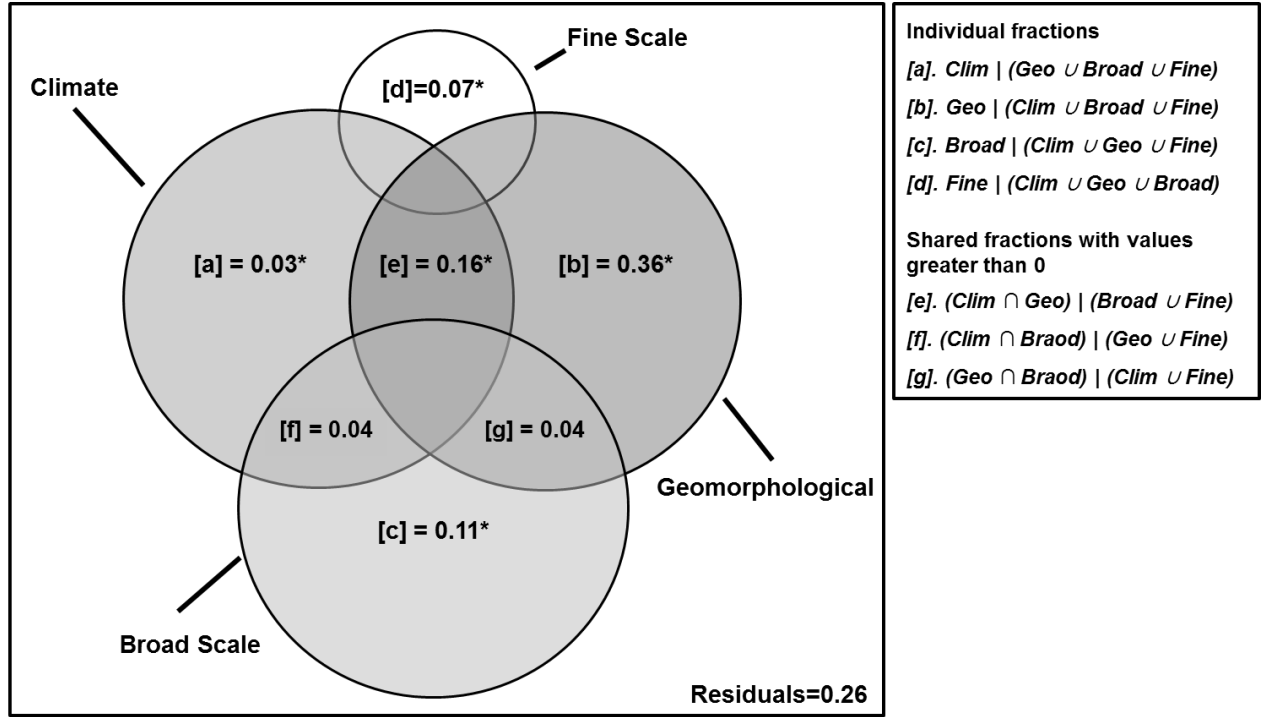 Fine Scale
[d]=0.07*
Climate
[a] = 0.03*
[e] = 0.16*
[b] = 0.36*
[f] = 0.04
[g] = 0.04
Geomorphological
[c] = 0.11*
Broad Scale
Residuals=0.26
Individual fractions
[a]. Clim | (Geo ∪ Broad ∪ Fine)
[b]. Geo | (Clim ∪ Broad ∪ Fine)
[c]. Broad | (Clim ∪ Geo ∪ Fine)
[d]. Fine | (Clim ∪ Geo ∪ Broad)
Shared fractions with values
greater than 0
[e]. (Clim ∩ Geo) | (Broad ∪ Fine)
[f]. (Clim ∩ Braod) | (Geo ∪ Fine)
[g]. (Geo ∩ Braod) | (Clim ∪ Fine)